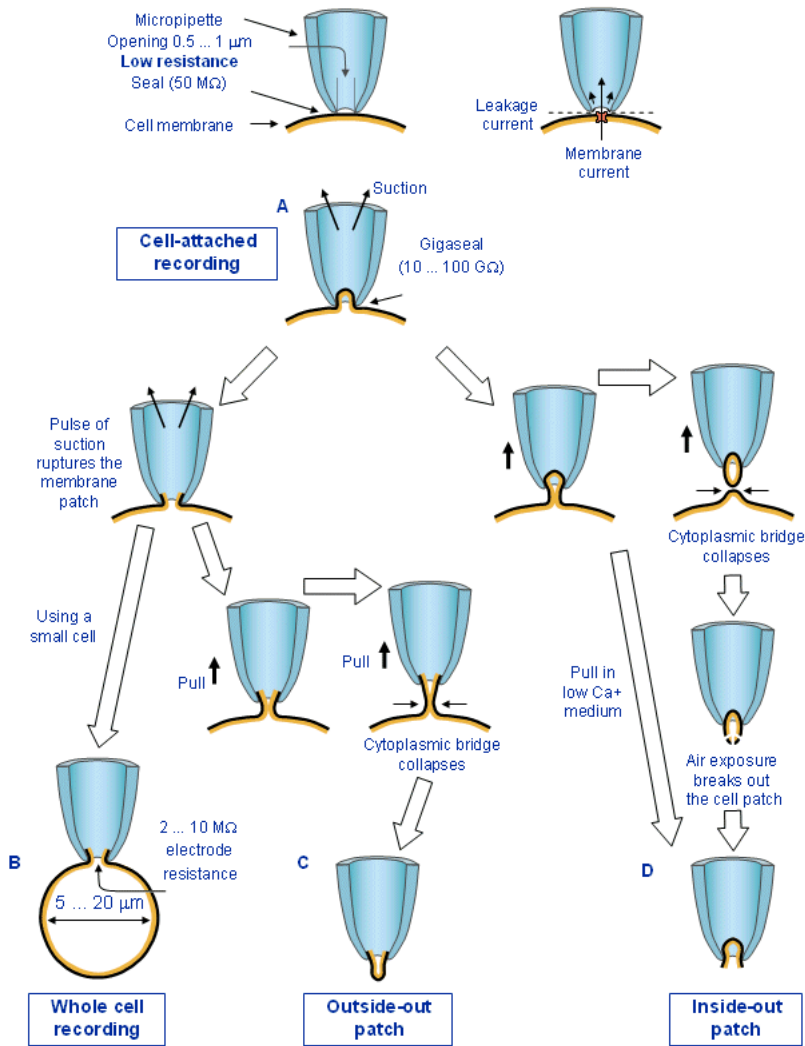 Micropipette
Opening 0.5 ... 1 µm
Low resistance
Seal (50 MΩ)
Cell membrane
Leakage
current
Membrane
current
A
Suction
Cell-attached
recording
Gigaseal
(10 ... 100 GΩ)
Pulse of
suction
ruptures the
membrane
patch
Cytoplasmic bridge
collapses
Using a
small cell
Pull
Pull
Cytoplasmic bridge
collapses
Pull in
low Ca+
medium
Air exposure
breaks out
the cell patch
B
2 ... 10 MΩ
electrode
resistance
5 ... 20 µm
C
D
Whole cell
recording
Outside-out
patch
Inside-out
patch